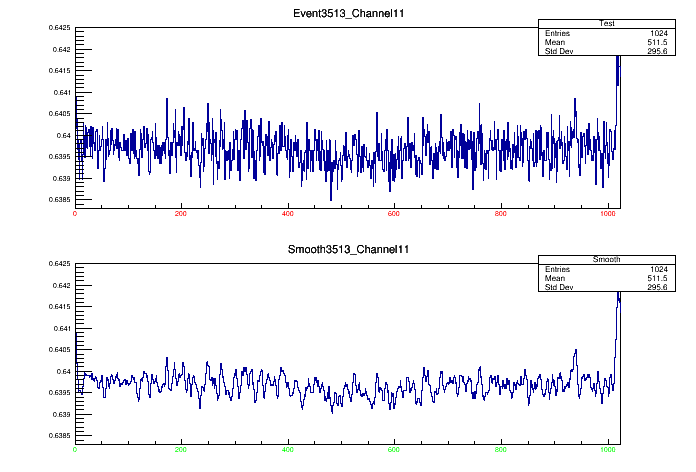 Event3513_Channel11
Test
Entries 1024
Mean 511.5
Std Dev 295.6
0.6425
0.642
0.6415
0.641
0.6405
0.64
0.6395
0.639
0.6385
0 200 400 600 800 1000
Smooth3513_Channel11
Smooth
Entries 1024
Mean 511.5
Std Dev 295.6
0.6425
0.642
0.6415
0.641
0.6405
0.64
0.6395
0.639
0.6385
0 200 400 600 800 1000